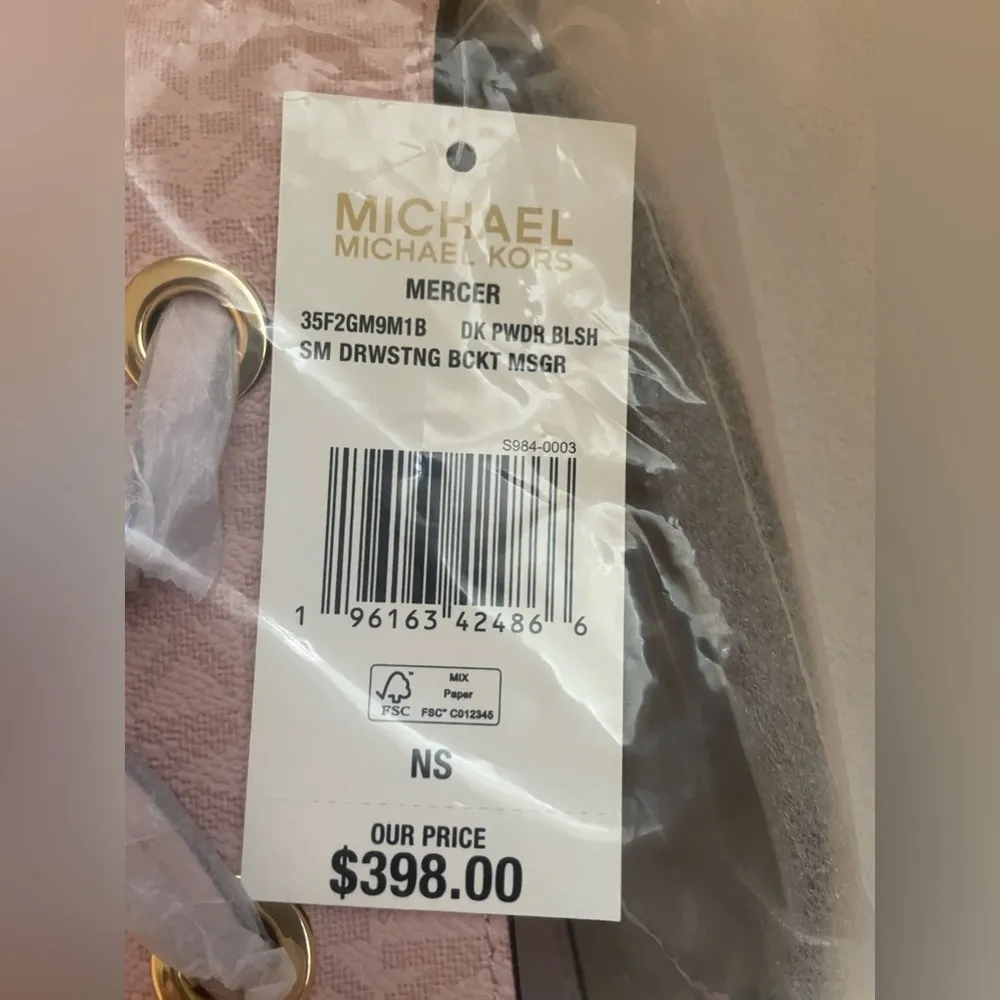 MICHAEL
MICHAEL KORS
MERCER
35F2GM9M1B DK PWDR BLSH
SM DRWSTNG BCKT MSGR
S984-0003
1 96163 42486 6
MIX
Paper
FSC FSC™ C012345
NS
OUR PRICE
$398.00